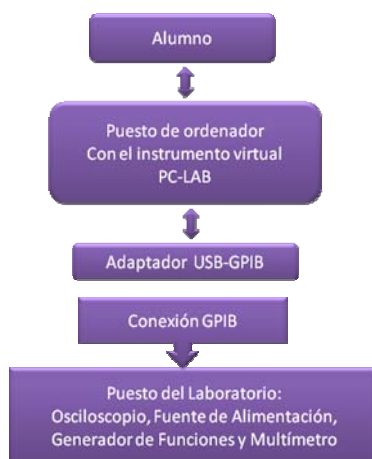 Alumno
Puesto de ordenador
Con el instrumento virtual
PC-LAB
Adaptador USB-GPIB
Conexión GPIB
Puesto del Laboratorio:
Osciloscopio, Fuente de Alimentación,
Generador de Funciones y Multímetro